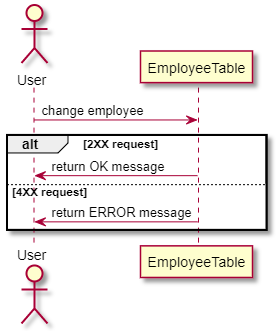 User
EmployeeTable
change employee
alt [2XX request]
return OK message
[4XX request]
return ERROR message
User
EmployeeTable